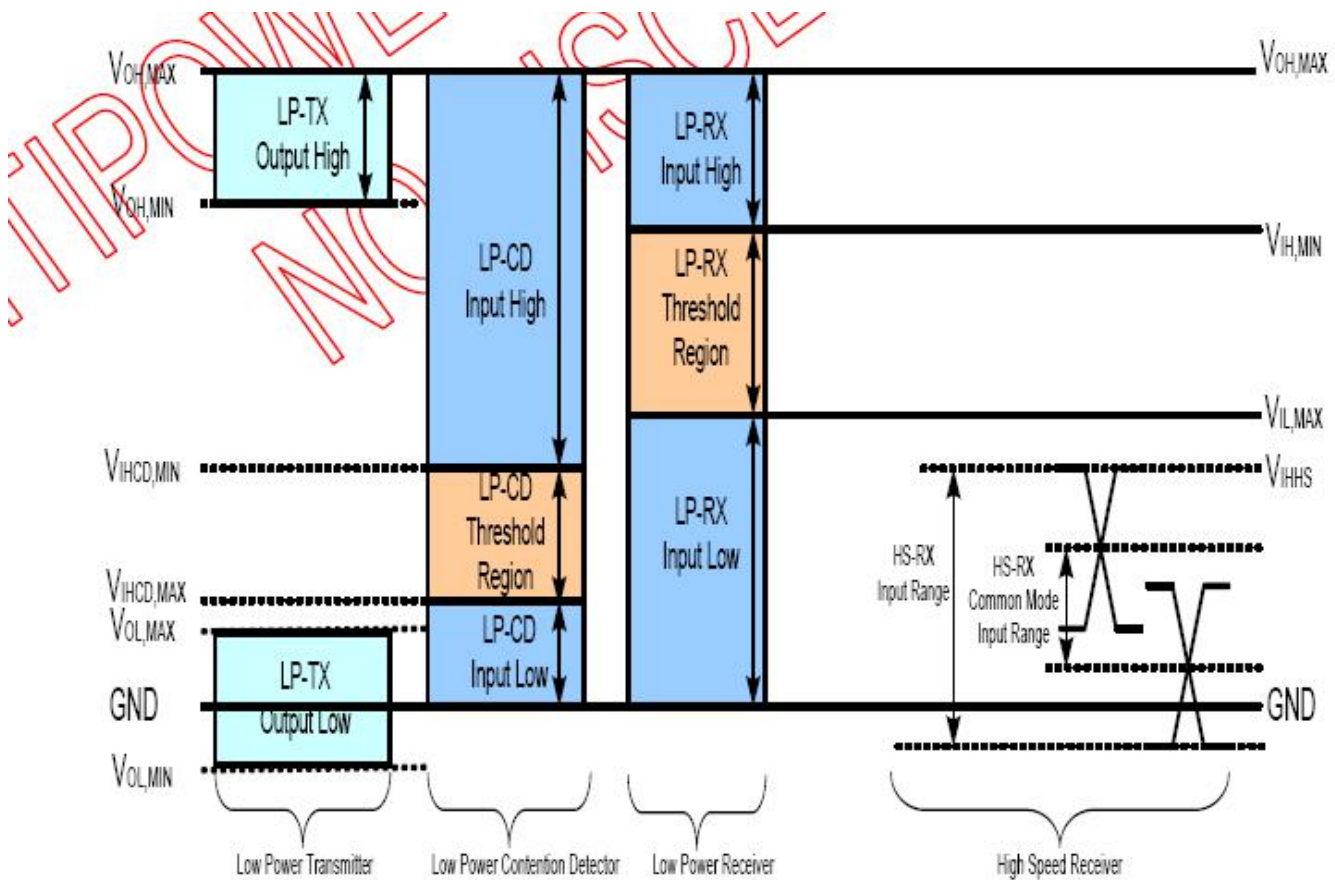 TIPOWE
NO
SCE
VOH,MAX
VOH,MAX
LP-TX
Output High
LP-RX
Input High
VOH,MIN
VIH,MIN
LP-CD
Input High
LP-RX
Threshold
Region
VIL,MAX
VIHCD,MIN
VIHHS
LP-CD
Threshold
Region
LP-RX
Input Low
HS-RX
Input Range
HS-RX
Common Mode
Input Range
VIHCD,MAX
VOL,MAX
LP-CD
Input Low
LP-TX
Output Low
GND
GND
VOL,MIN
Low Power Transmitter
Low Power Contention Detector
Low Power Receiver
High Speed Receiver